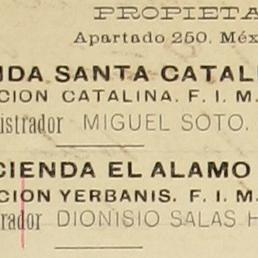 PROPIETA
Apartado 250. Méx
NDA SANTA CATALI
CION CATALINA. F. I. M.
istrador MIGUEL SOTO.
CIENDA EL ALAMO
CION YERBANIS. F. I. M
rador DIONISIO SALAS H